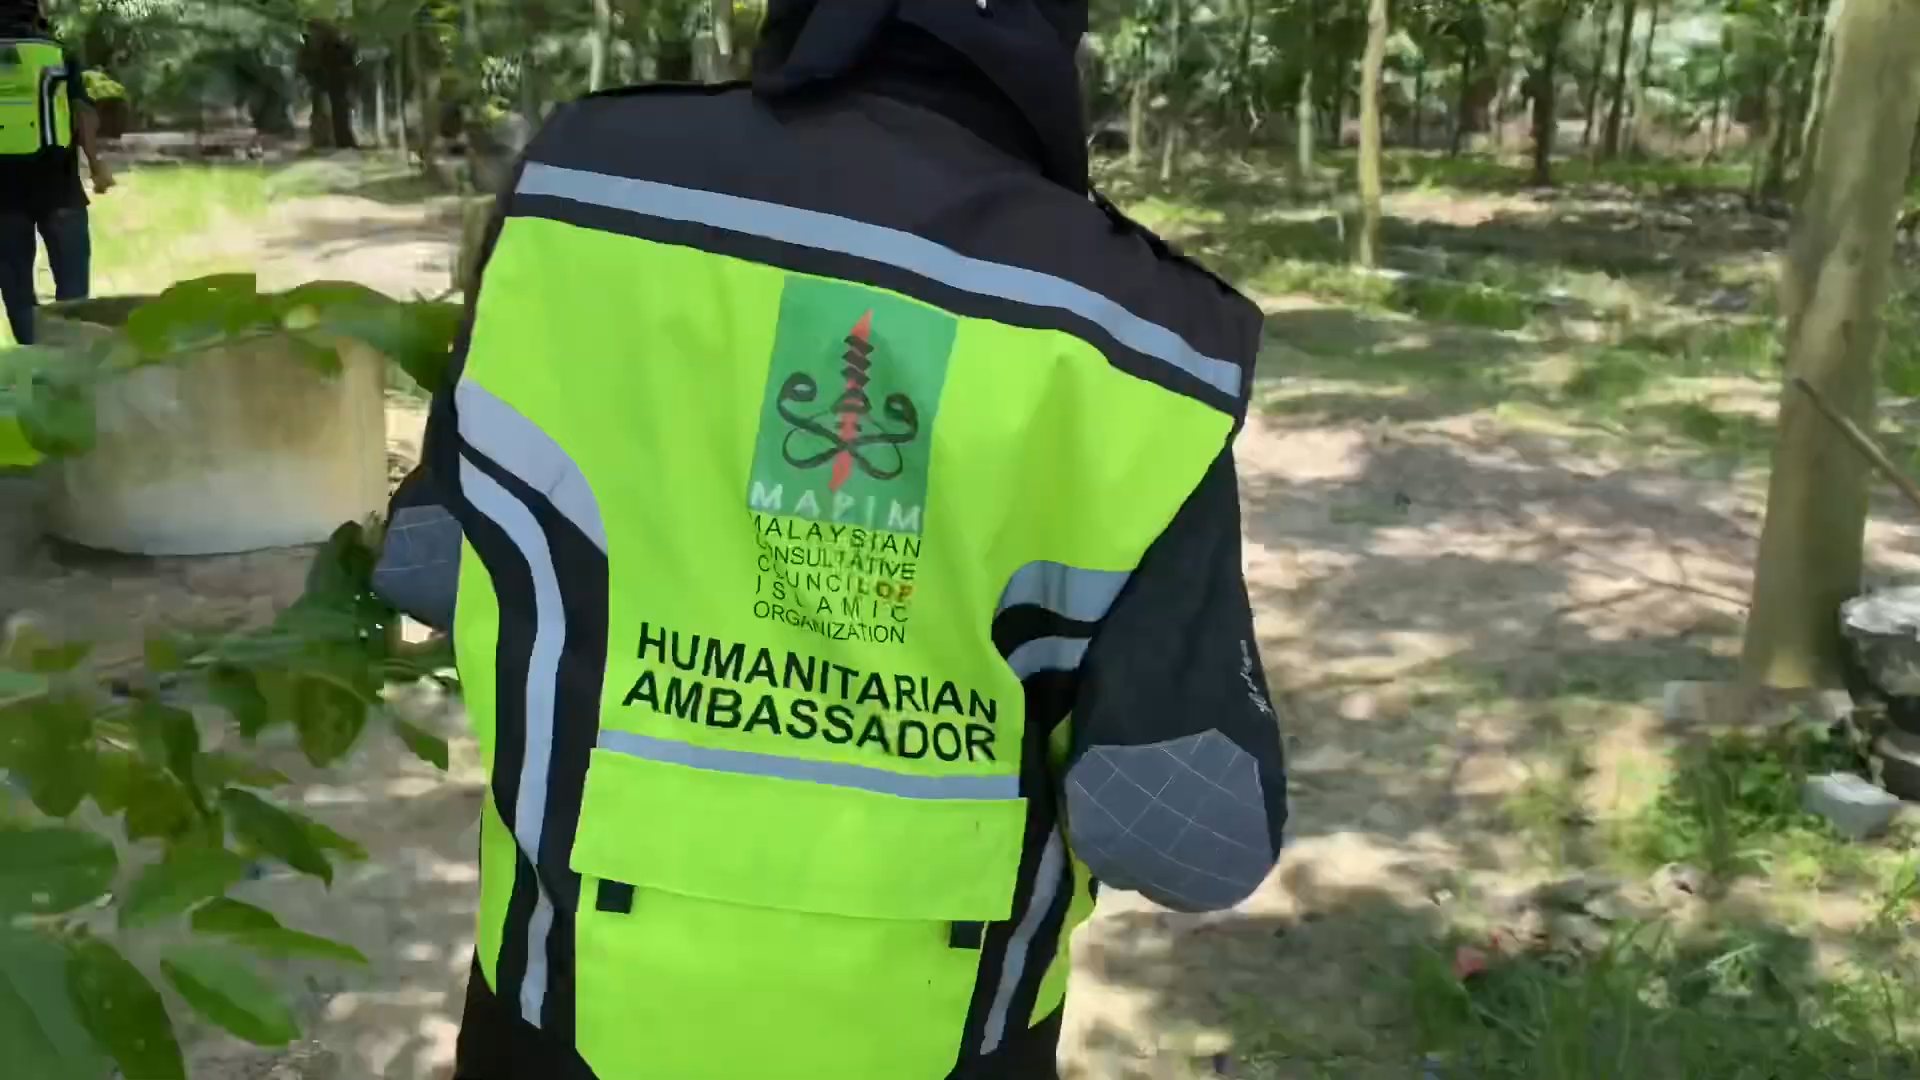 MAPIM
MALAYSIAN
CONSULTATIVE
COUNCIL OF
ISLAMIC
ORGANIZATION
HUMANITARIAN
AMBASSADOR